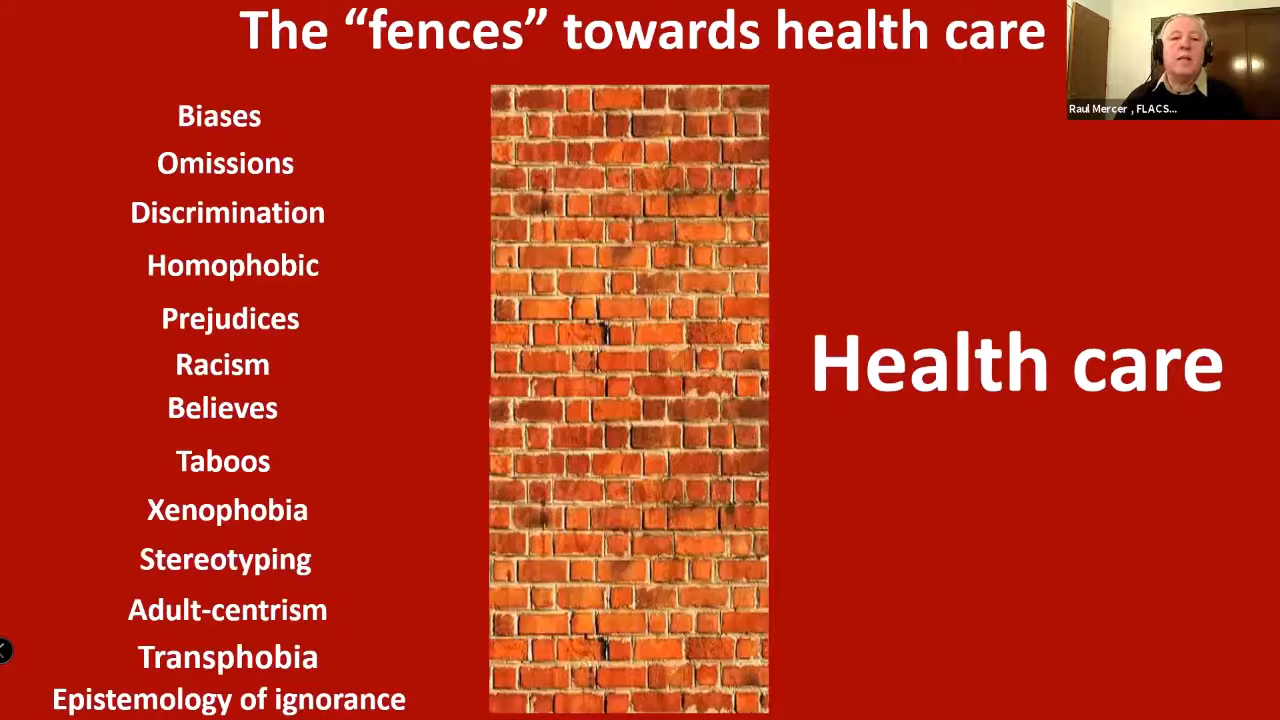 The “fences” towards health care
Raul Mercer , FLACS...
Biases
Omissions
Discrimination
Homophobic
Prejudices
Racism
Believes
Taboos
Xenophobia
Stereotyping
Adult-centrism
Transphobia
Epistemology of ignorance
Health care